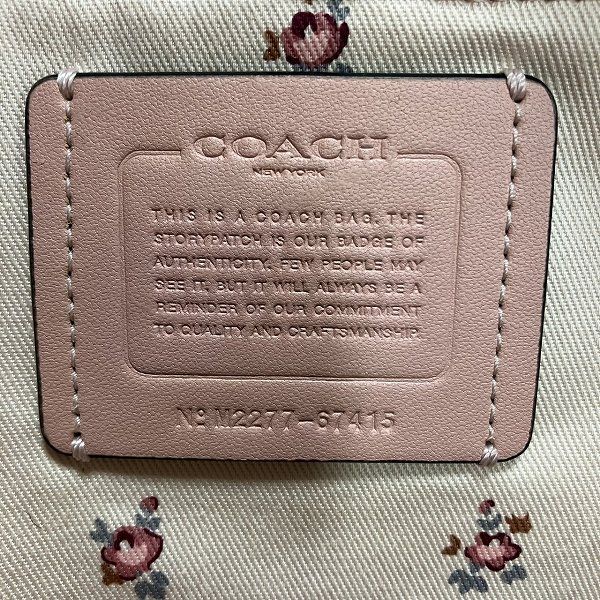 COACH
NEW YORK
THIS IS A COACH BAG. THE
STORYPATCH IS OUR BADGE OF
AUTHENTICITY. FEW PEOPLE MAY
SEE IT, BUT IT WILL ALWAYS BE A
REMINDER OF OUR COMMITMENT
TO QUALITY AND CRAFTSMANSHIP.
Nº M2277-67415